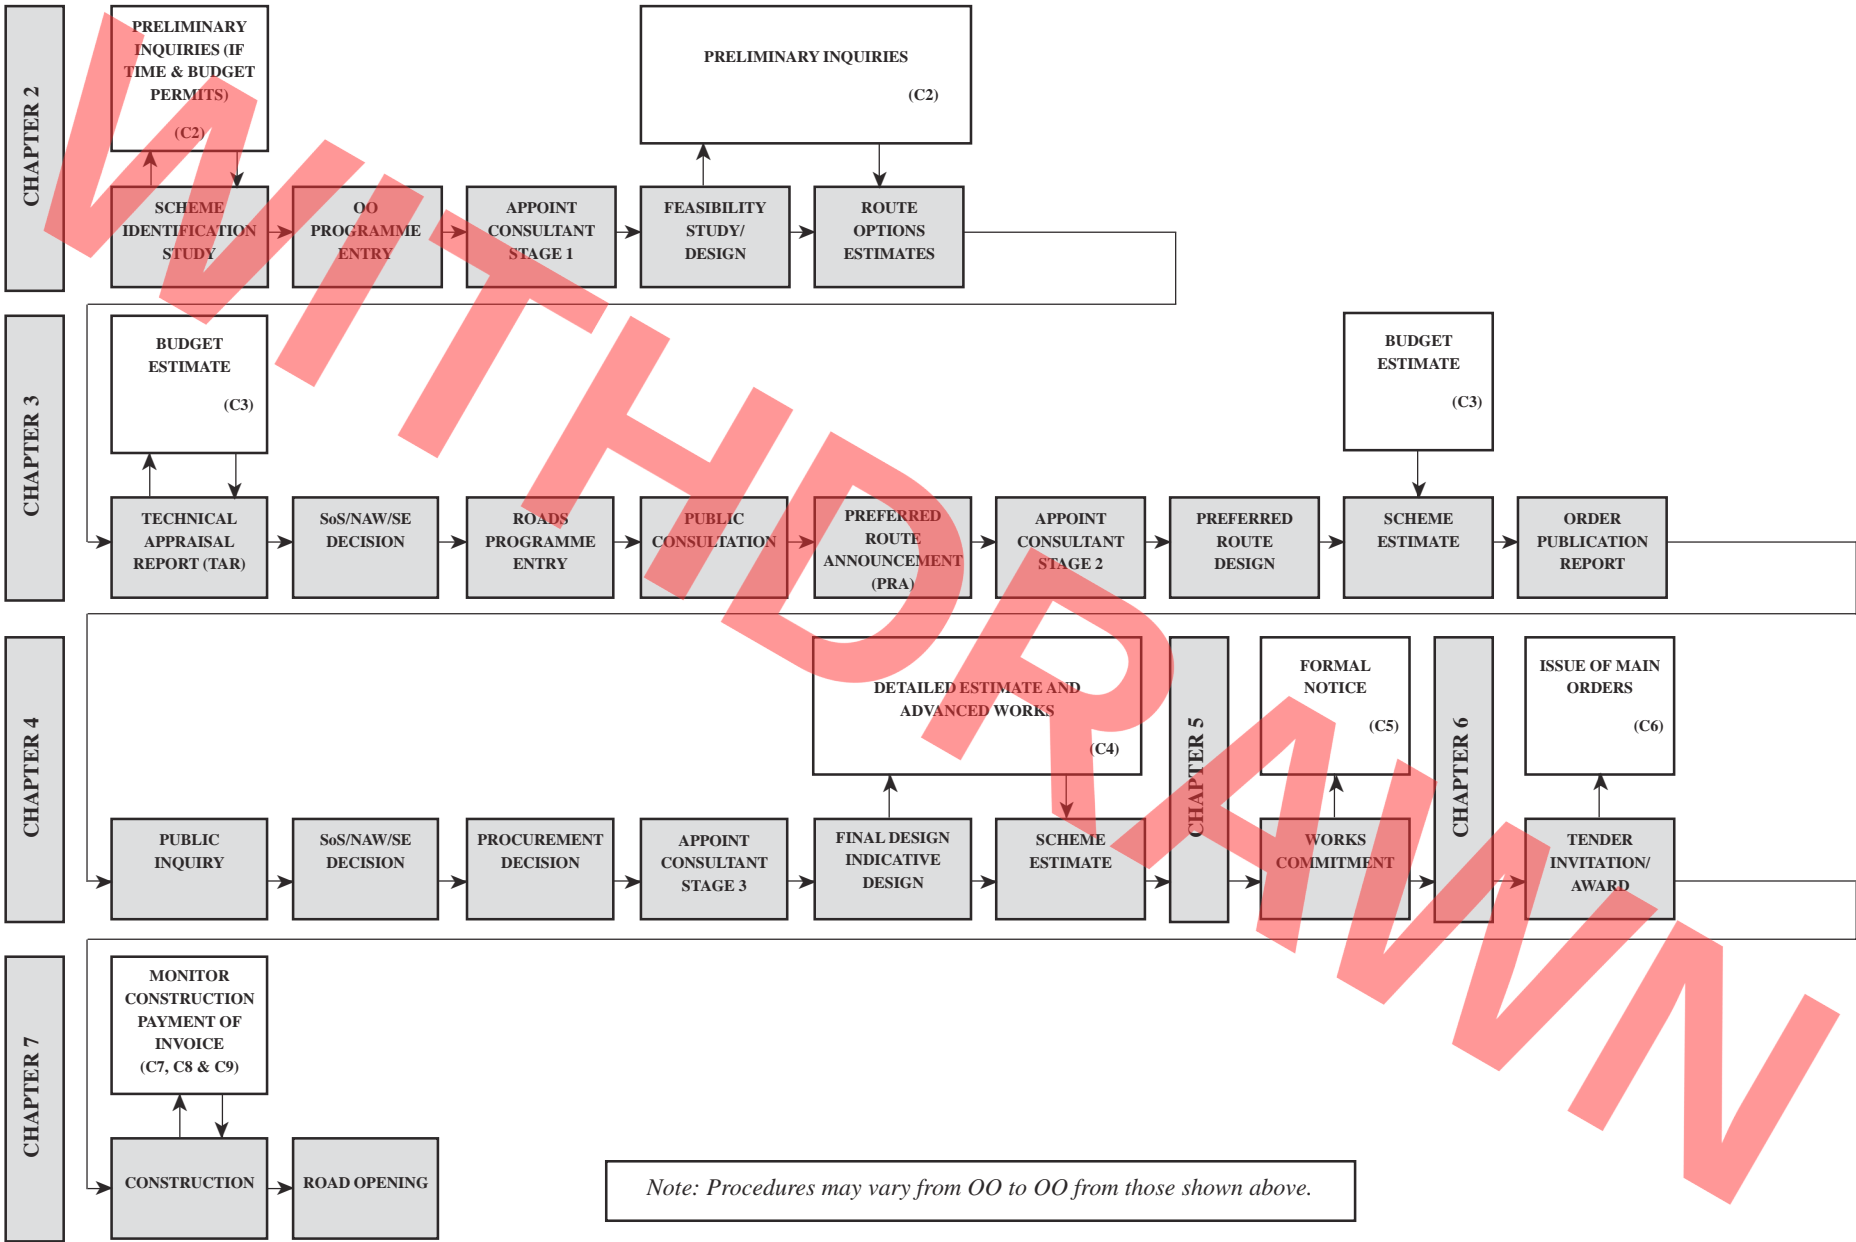 CHAPTER 2
PRELIMINARY
INQUIRIES (IF
TIME & BUDGET
PERMITS)
(C2)
PRELIMINARY INQUIRIES
(C2)
SCHEME
IDENTIFICATION
STUDY
OO
PROGRAMME
ENTRY
APPOINT
CONSULTANT
STAGE 1
FEASIBILITY
STUDY/
DESIGN
ROUTE
OPTIONS
ESTIMATES
CHAPTER 3
BUDGET
ESTIMATE
(C3)
BUDGET
ESTIMATE
(C3)
TECHNICAL
APPRAISAL
REPORT (TAR)
SoS/NAW/SE
DECISION
ROADS
PROGRAMME
ENTRY
PUBLIC
CONSULTATION
PREFERRED
ROUTE
ANNOUNCEMENT
(PRA)
APPOINT
CONSULTANT
STAGE 2
PREFERRED
ROUTE
DESIGN
SCHEME
ESTIMATE
ORDER
PUBLICATION
REPORT
CHAPTER 4
DETAILED ESTIMATE AND
ADVANCED WORKS
(C4)
CHAPTER 5
FORMAL
NOTICE
(C5)
CHAPTER 6
ISSUE OF MAIN
ORDERS
(C6)
PUBLIC
INQUIRY
SoS/NAW/SE
DECISION
PROCUREMENT
DECISION
APPOINT
CONSULTANT
STAGE 3
FINAL DESIGN
INDICATIVE
DESIGN
SCHEME
ESTIMATE
WORKS
COMMITMENT
TENDER
INVITATION/
AWARD
CHAPTER 7
MONITOR
CONSTRUCTION
PAYMENT OF
INVOICE
(C7, C8 & C9)
CONSTRUCTION
ROAD OPENING
Note: Procedures may vary from OO to OO from those shown above.
WITHDRAWN